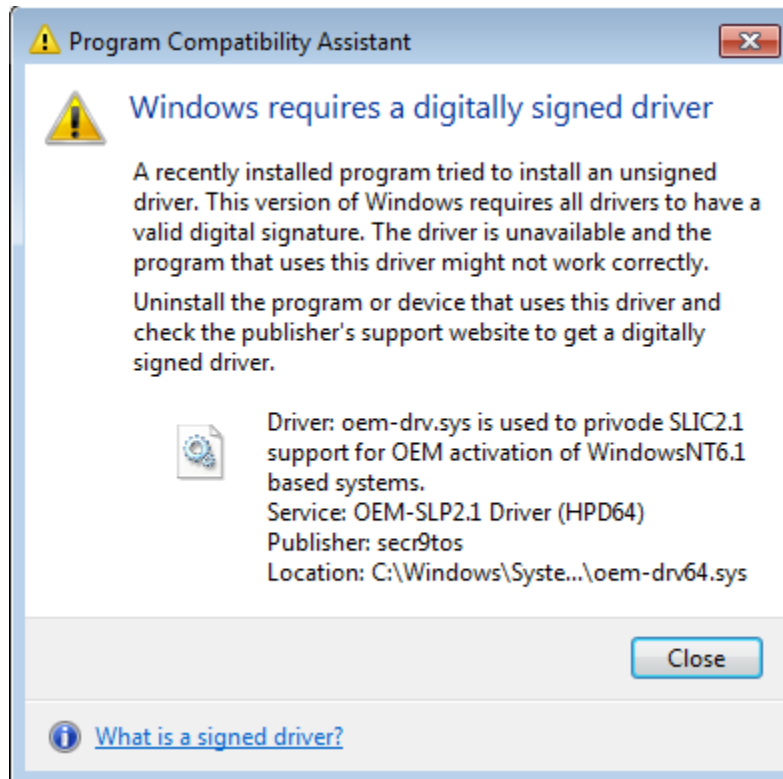 Program Compatibility Assistant
Windows requires a digitally signed driver
A recently installed program tried to install an unsigned
driver. This version of Windows requires all drivers to have a
valid digital signature. The driver is unavailable and the
program that uses this driver might not work correctly.
Uninstall the program or device that uses this driver and
check the publisher's support website to get a digitally
signed driver.
Driver: oem-drv.sys is used to privode SLIC2.1
support for OEM activation of WindowsNT6.1
based systems.
Service: OEM-SLP2.1 Driver (HPD64)
Publisher: secr9tos
Location: C:\Windows\Syste...\oem-drv64.sys
Close
What is a signed driver?